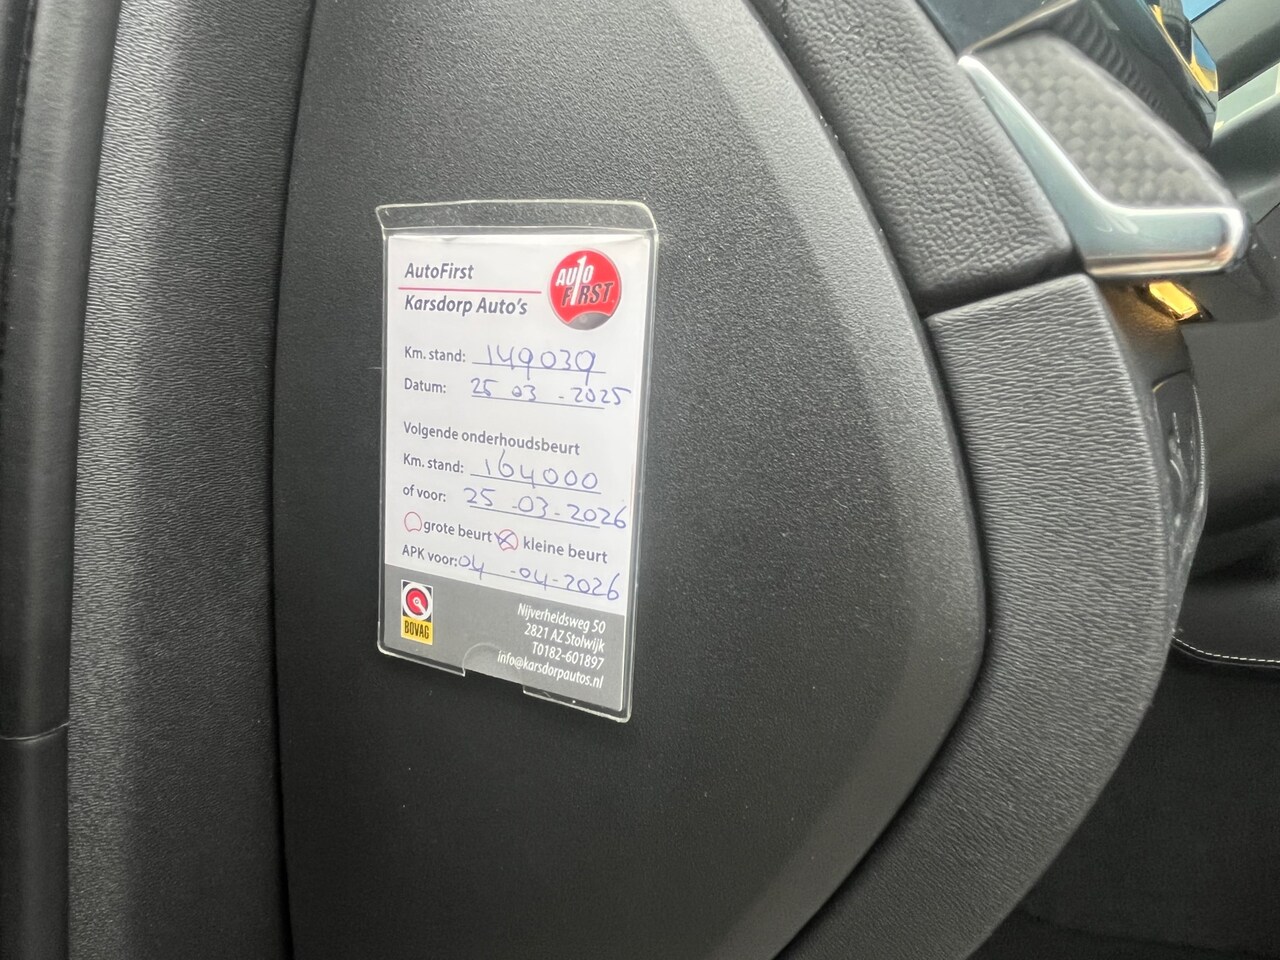 AutoFirst
Karsdorp Auto's
AUTO
FIRST
Km. stand: 149039
Datum: 25 03 - 2025
Volgende onderhoudsbeurt
Km. stand: 164000
of voor: 25 - 03 - 2026
grote beurt kleine beurt
APK voor: 04 - 04 - 2026
BOVAG
Nijverheidsweg 50
2821 AZ Stolwijk
T0182-601897
info@karsdorpautos.nl